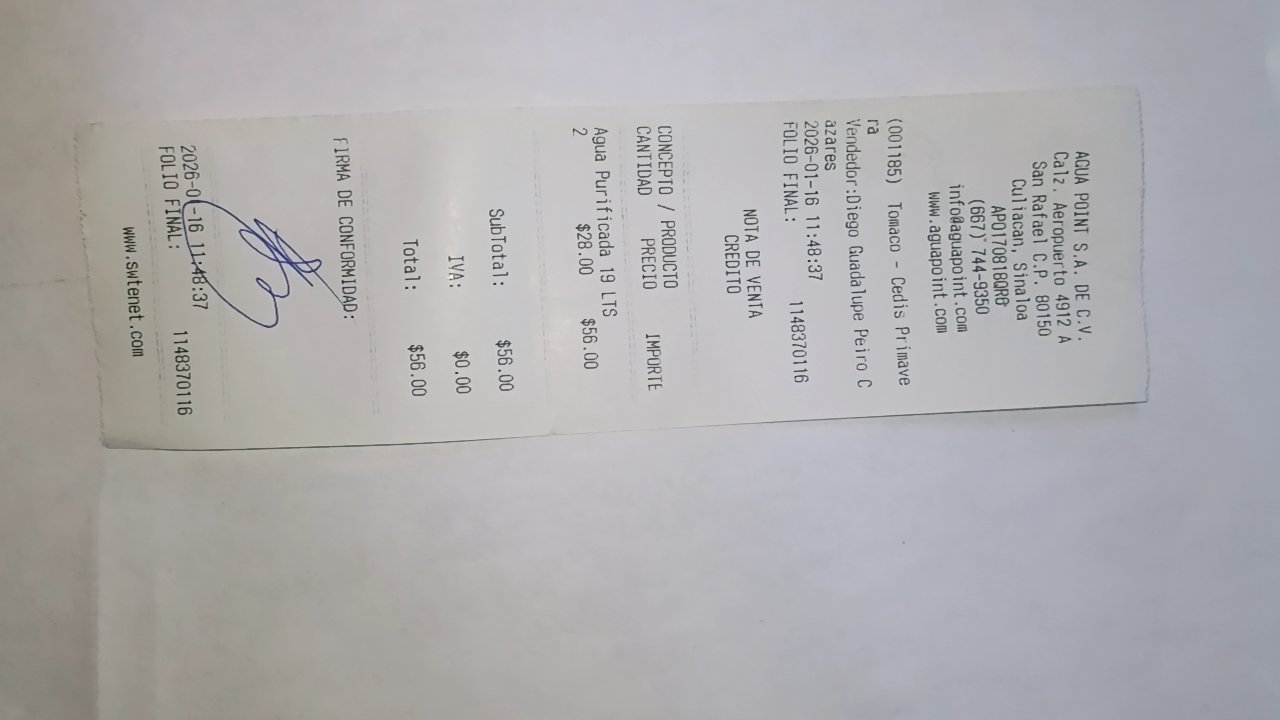 AGUA POINT S.A. DE C.V.
Calz. Aeropuerto 4912 A
San Rafael C.P. 80150
Culiacan, Sinaloa
APO170818QR6
(667) 744-9350
info@aguapoint.com
www.aguapoint.com
(001185) Tomaco - Cedis Primave
ra
Vendedor:Diego Guadalupe Peiro C
azares
2026-01-16 11:48:37
FOLIO FINAL: 1148370116
NOTA DE VENTA
CREDITO
CONCEPTO / PRODUCTO
CANTIDAD PRECIO IMPORTE
Agua Purificada 19 LTS
2 $28.00 $56.00
SubTotal: $56.00
IVA: $0.00
Total: $56.00
FIRMA DE CONFORMIDAD:
2026-01-16 11:48:37
FOLIO FINAL: 1148370116
www.swtenet.com